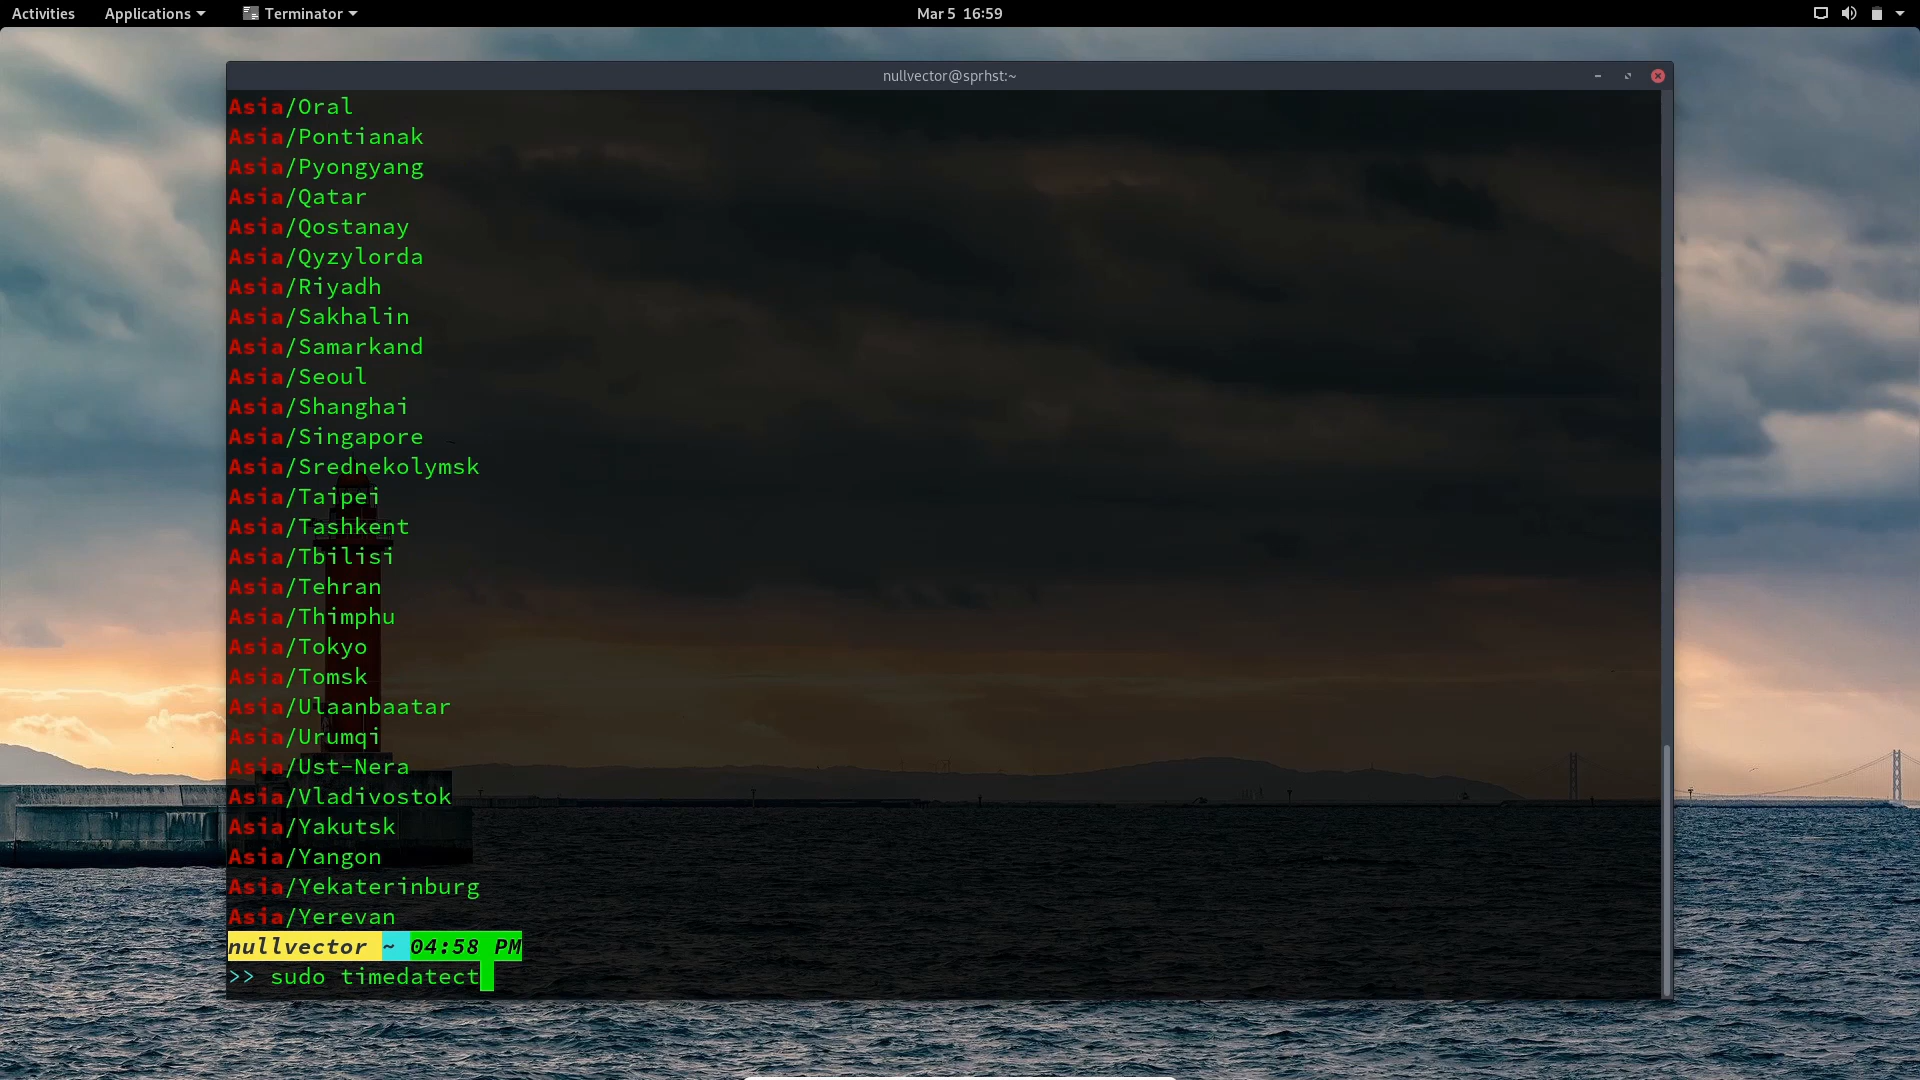 Activities Applications Terminator Mar 5 16:59
nullvector@sprhst:~
Asia/Oral
Asia/Pontianak
Asia/Pyongyang
Asia/Qatar
Asia/Qostanay
Asia/Qyzylorda
Asia/Riyadh
Asia/Sakhalin
Asia/Samarkand
Asia/Seoul
Asia/Shanghai
Asia/Singapore
Asia/Srednekolymsk
Asia/Taipei
Asia/Tashkent
Asia/Tbilisi
Asia/Tehran
Asia/Thimphu
Asia/Tokyo
Asia/Tomsk
Asia/Ulaanbaatar
Asia/Urumqi
Asia/Ust-Nera
Asia/Vladivostok
Asia/Yakutsk
Asia/Yangon
Asia/Yekaterinburg
Asia/Yerevan
nullvector ~ 04:58 PM
>> sudo timedatect